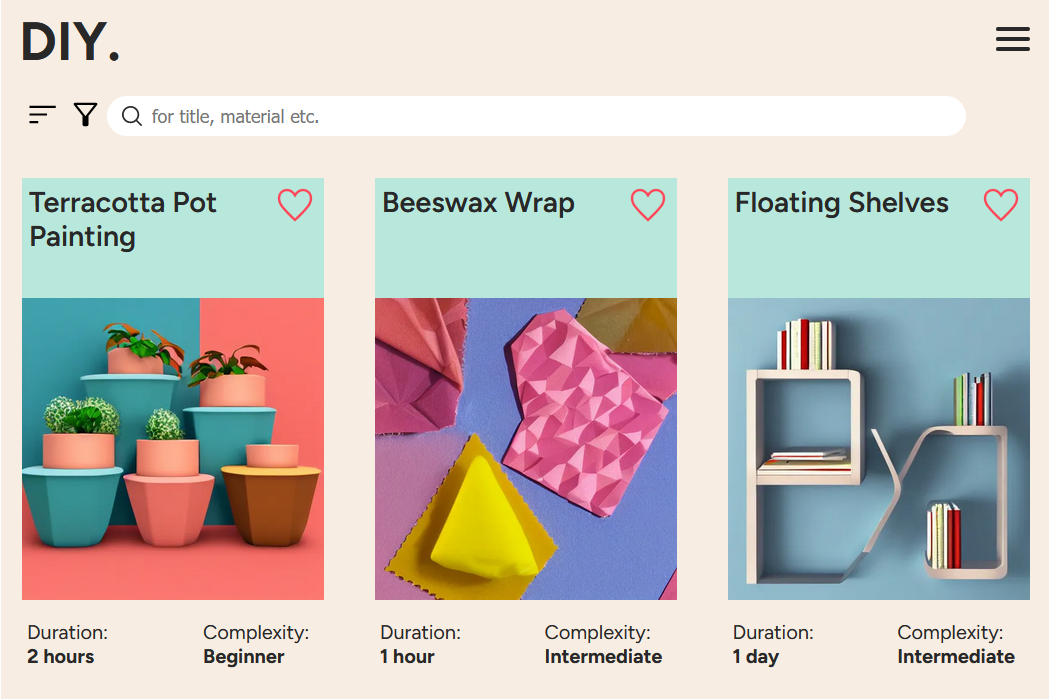 DIY.
for title, material etc.
Terracotta Pot
Painting
Beeswax Wrap
Floating Shelves
Duration:
2 hours
Complexity:
Beginner
Duration:
1 hour
Complexity:
Intermediate
Duration:
1 day
Complexity:
Intermediate